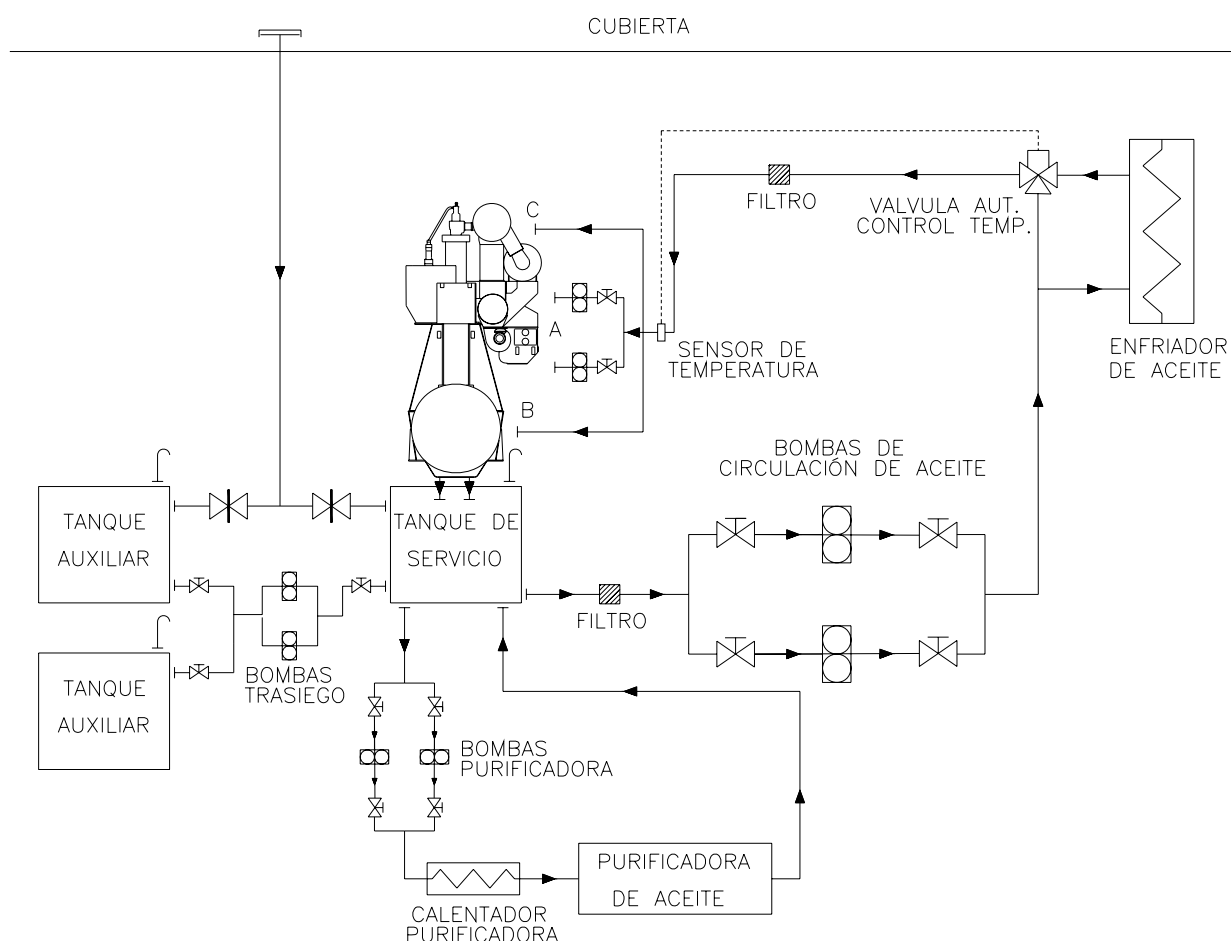 CUBIERTA
FILTRO
VALVULA AUT.
CONTROL TEMP.
C
A
B
SENSOR DE
TEMPERATURA
ENFRIADOR
DE ACEITE
BOMBAS DE
CIRCULACIÓN DE ACEITE
TANQUE
AUXILIAR
TANQUE DE
SERVICIO
FILTRO
BOMBAS
TRASIEGO
TANQUE
AUXILIAR
BOMBAS
PURIFICADORA
PURIFICADORA
DE ACEITE
CALENTADOR
PURIFICADORA